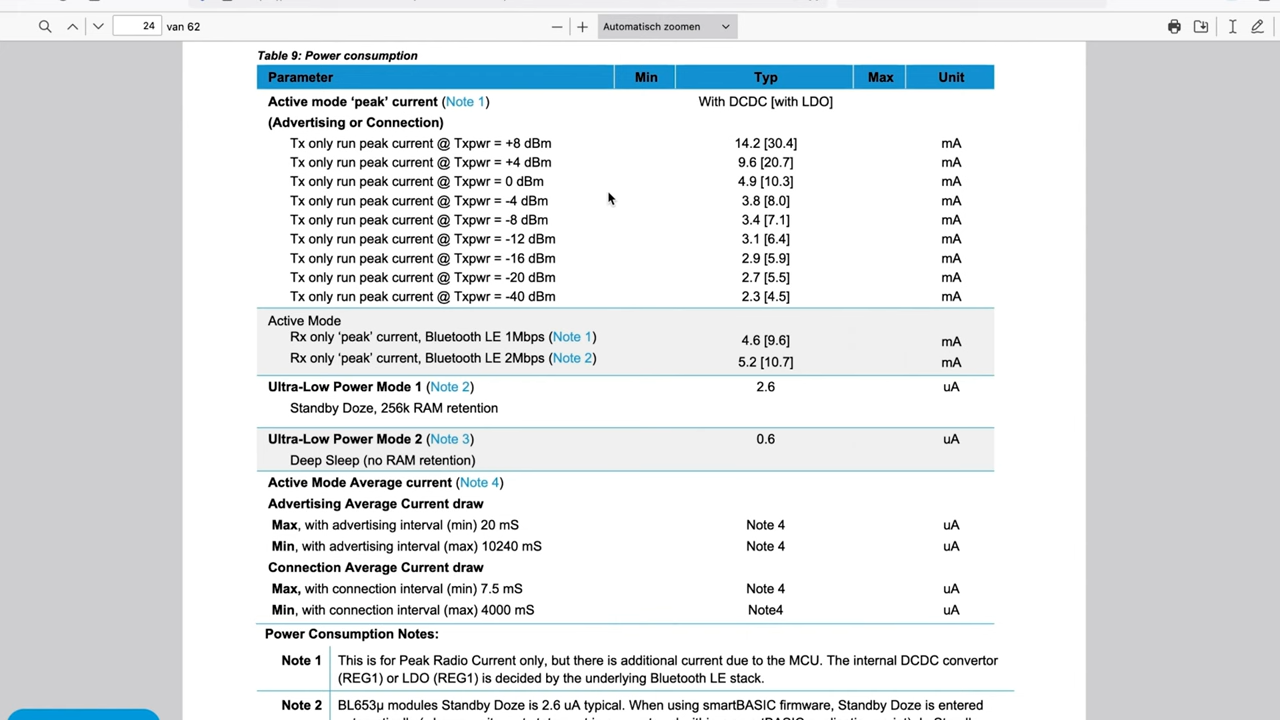 24 van 62
Automatisch zoomen
Table 9: Power consumption
Parameter Min Typ Max Unit
Active mode ‘peak’ current (Note 1) With DCDC [with LDO]
(Advertising or Connection)
Tx only run peak current @ Txpwr = +8 dBm 14.2 [30.4] mA
Tx only run peak current @ Txpwr = +4 dBm 9.6 [20.7] mA
Tx only run peak current @ Txpwr = 0 dBm 4.9 [10.3] mA
Tx only run peak current @ Txpwr = -4 dBm 3.8 [8.0] mA
Tx only run peak current @ Txpwr = -8 dBm 3.4 [7.1] mA
Tx only run peak current @ Txpwr = -12 dBm 3.1 [6.4] mA
Tx only run peak current @ Txpwr = -16 dBm 2.9 [5.9] mA
Tx only run peak current @ Txpwr = -20 dBm 2.7 [5.5] mA
Tx only run peak current @ Txpwr = -40 dBm 2.3 [4.5] mA
Active Mode
Rx only ‘peak’ current, Bluetooth LE 1Mbps (Note 1) 4.6 [9.6] mA
Rx only ‘peak’ current, Bluetooth LE 2Mbps (Note 2) 5.2 [10.7] mA
Ultra-Low Power Mode 1 (Note 2) 2.6 uA
Standby Doze, 256k RAM retention
Ultra-Low Power Mode 2 (Note 3) 0.6 uA
Deep Sleep (no RAM retention)
Active Mode Average current (Note 4)
Advertising Average Current draw
Max, with advertising interval (min) 20 mS Note 4 uA
Min, with advertising interval (max) 10240 mS Note 4 uA
Connection Average Current draw
Max, with connection interval (min) 7.5 mS Note 4 uA
Min, with connection interval (max) 4000 mS Note4 uA
Power Consumption Notes:
Note 1 This is for Peak Radio Current only, but there is additional current due to the MCU. The internal DCDC convertor
(REG1) or LDO (REG1) is decided by the underlying Bluetooth LE stack.
Note 2 BL653µ modules Standby Doze is 2.6 uA typical. When using smartBASIC firmware, Standby Doze is entered